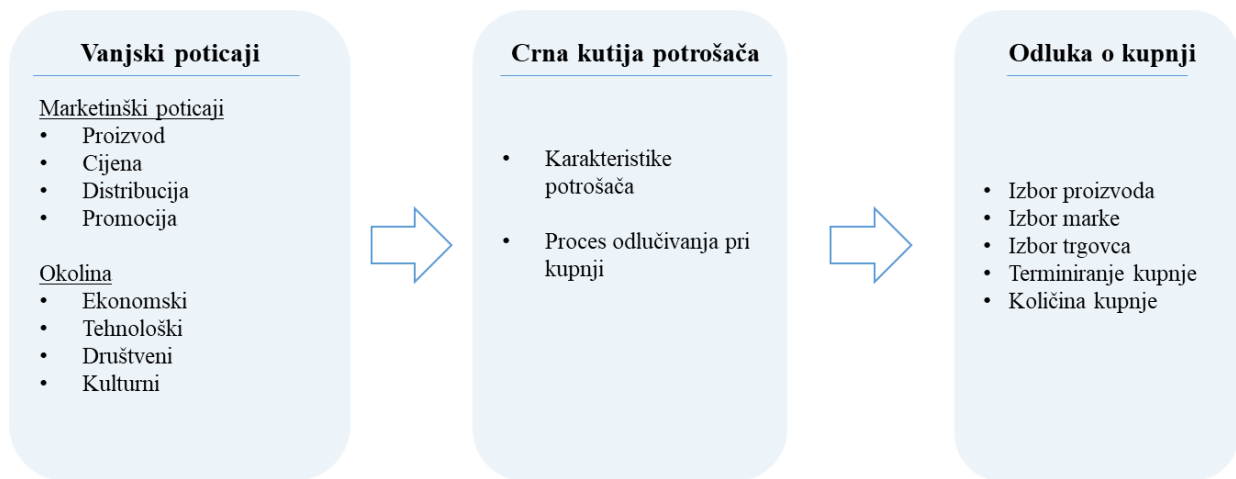 Vanjski poticaji
Marketinški poticaji
• Proizvod
• Cijena
• Distribucija
• Promocija
Okolina
• Ekonomski
• Tehnološki
• Društveni
• Kulturni
Crna kutija potrošača
• Karakteristike
potrošača
• Proces odlučivanja pri
kupnji
Odluka o kupnji
• Izbor proizvoda
• Izbor marke
• Izbor trgovca
• Terminiranje kupnje
• Količina kupnje